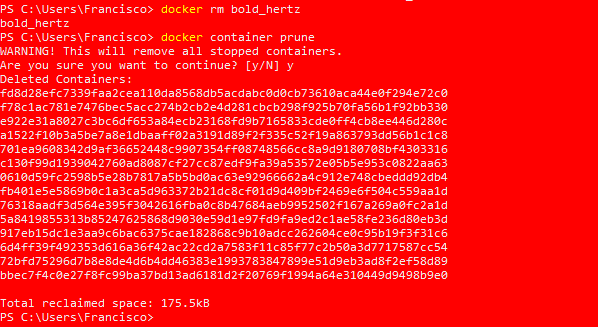 PS C:\Users\Francisco> docker rm bold_hertz
bold_hertz
PS C:\Users\Francisco> docker container prune
WARNING! This will remove all stopped containers.
Are you sure you want to continue? [y/N] y
Deleted Containers:
fd8d28efc7339faa2cea110da8568db5acdabc0d0cb73610aca44e0f294e72c0
f78c1ac781e7476bec5acc274b2cb2e4d281cbcb298f925b70fa56b1f92bb330
e922e31a8027c3bc6df653a84ecb23168fd9b7165833cde0ff4cb8ee446d280c
a1522f10b3a5be7a8e1dbaaff02a3191d89f2f335c52f19a863793dd56b1c1c8
701ea9608342d9af36652448c9907354ff08748566cc8a9d9180708bf4303316
c130f99d1939042760ad8087cf27cc87edf9fa39a53572e05b5e953c0822aa63
0610d59fc2598b5e28b7817a5b5bd0ac63e92966662a4c912e748cbeddd92db4
fb401e5e5869b0c1a3ca5d963372b21dc8cf01d9d409bf2469e6f504c559aa1d
76318aadf3d564e395f3042616fba0c8b47684aeb9952502f167a269a0fc2a1d
5a8419855313b85247625868d9030e59d1e97fd9fa9ed2c1ae58fe236d80eb3d
917eb15dc1e3aa9c6bac6375cae182868c9b10adcc262604ce0c95b19f3f31c6
6d4ff39f492353d616a36f42ac22cd2a7583f11c85f77c2b50a3d7717587cc54
72bfd75296d7b8e8de4d6b4dd46383e1993783847899e51d9eb3ad8f2ef58d89
bbec7f4c0e27f8fc99ba37bd13ad6181d2f20769f1994a64e310449d9498b9e0
Total reclaimed space: 175.5kB
PS C:\Users\Francisco>